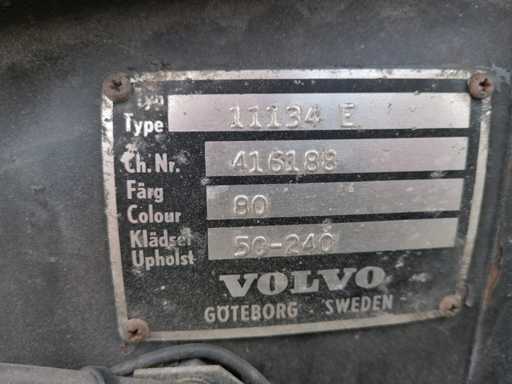 Typ
Type 11134 E
Ch.Nr. 416188
Färg
Colour 80
Klädsel
Upholst 50-240
VOLVO
GÖTEBORG · SWEDEN